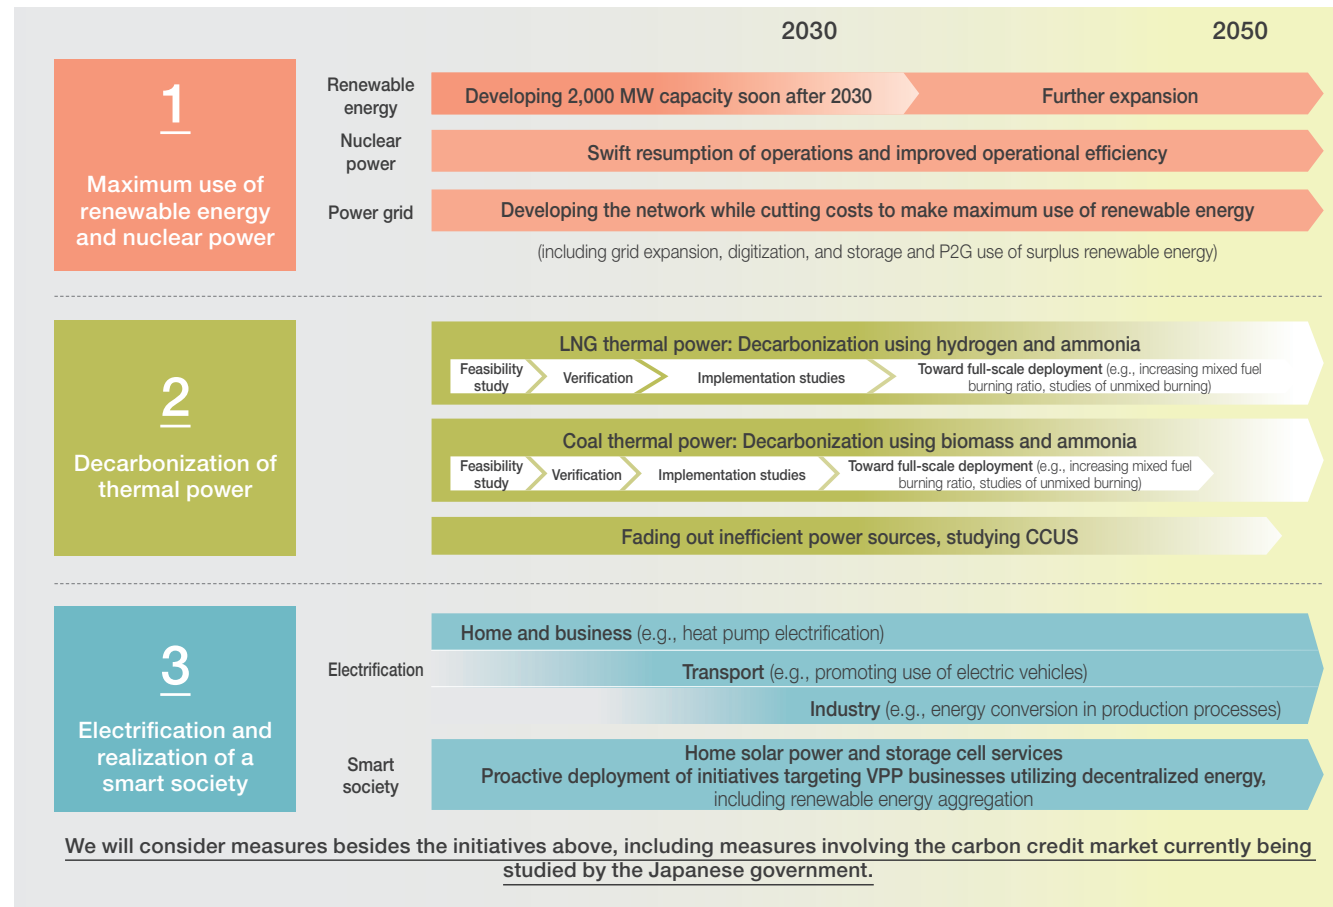 2030
2050
1
Maximum use of
renewable energy
and nuclear power
Renewable
energy
Developing 2,000 MW capacity soon after 2030
Further expansion
Nuclear
power
Swift resumption of operations and improved operational efficiency
Power grid
Developing the network while cutting costs to make maximum use of renewable energy
(including grid expansion, digitization, and storage and P2G use of surplus renewable energy)
2
Decarbonization of
thermal power
LNG thermal power: Decarbonization using hydrogen and ammonia
Feasibility
study
Verification
Implementation studies
Toward full-scale deployment (e.g., increasing mixed fuel
burning ratio, studies of unmixed burning)
Coal thermal power: Decarbonization using biomass and ammonia
Feasibility
study
Verification
Implementation studies
Toward full-scale deployment (e.g., increasing mixed fuel
burning ratio, studies of unmixed burning)
Fading out inefficient power sources, studying CCUS
3
Electrification and
realization of a
smart society
Electrification
Home and business (e.g., heat pump electrification)
Transport (e.g., promoting use of electric vehicles)
Industry (e.g., energy conversion in production processes)
Smart
society
Home solar power and storage cell services
Proactive deployment of initiatives targeting VPP businesses utilizing decentralized energy,
including renewable energy aggregation
We will consider measures besides the initiatives above, including measures involving the carbon credit market currently being
studied by the Japanese government.